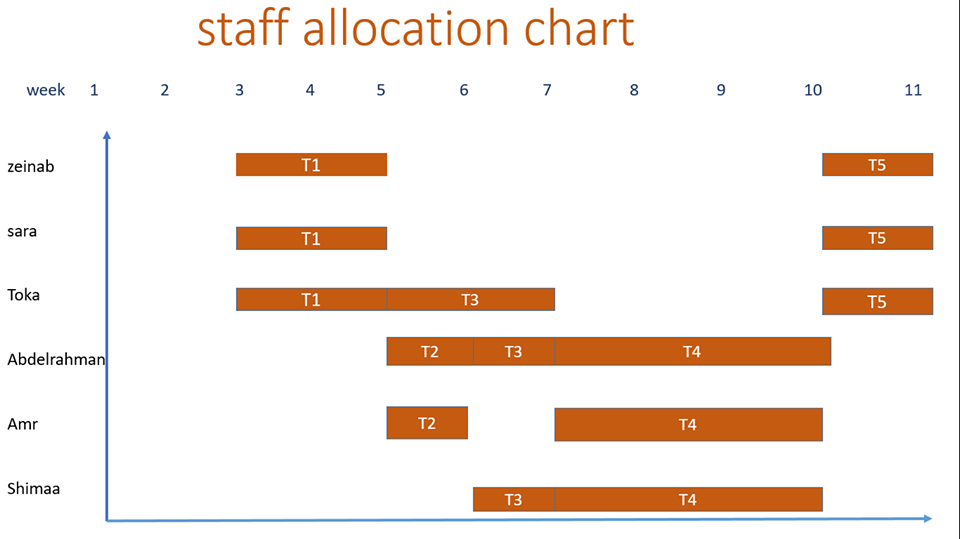 staff allocation chart
week 1 2 3 4 5 6 7 8 9 10 11
zeinab T1 T5
sara T1 T5
Toka T1 T3 T5
Abdelrahman T2 T3 T4
Amr T2 T4
Shimaa T3 T4